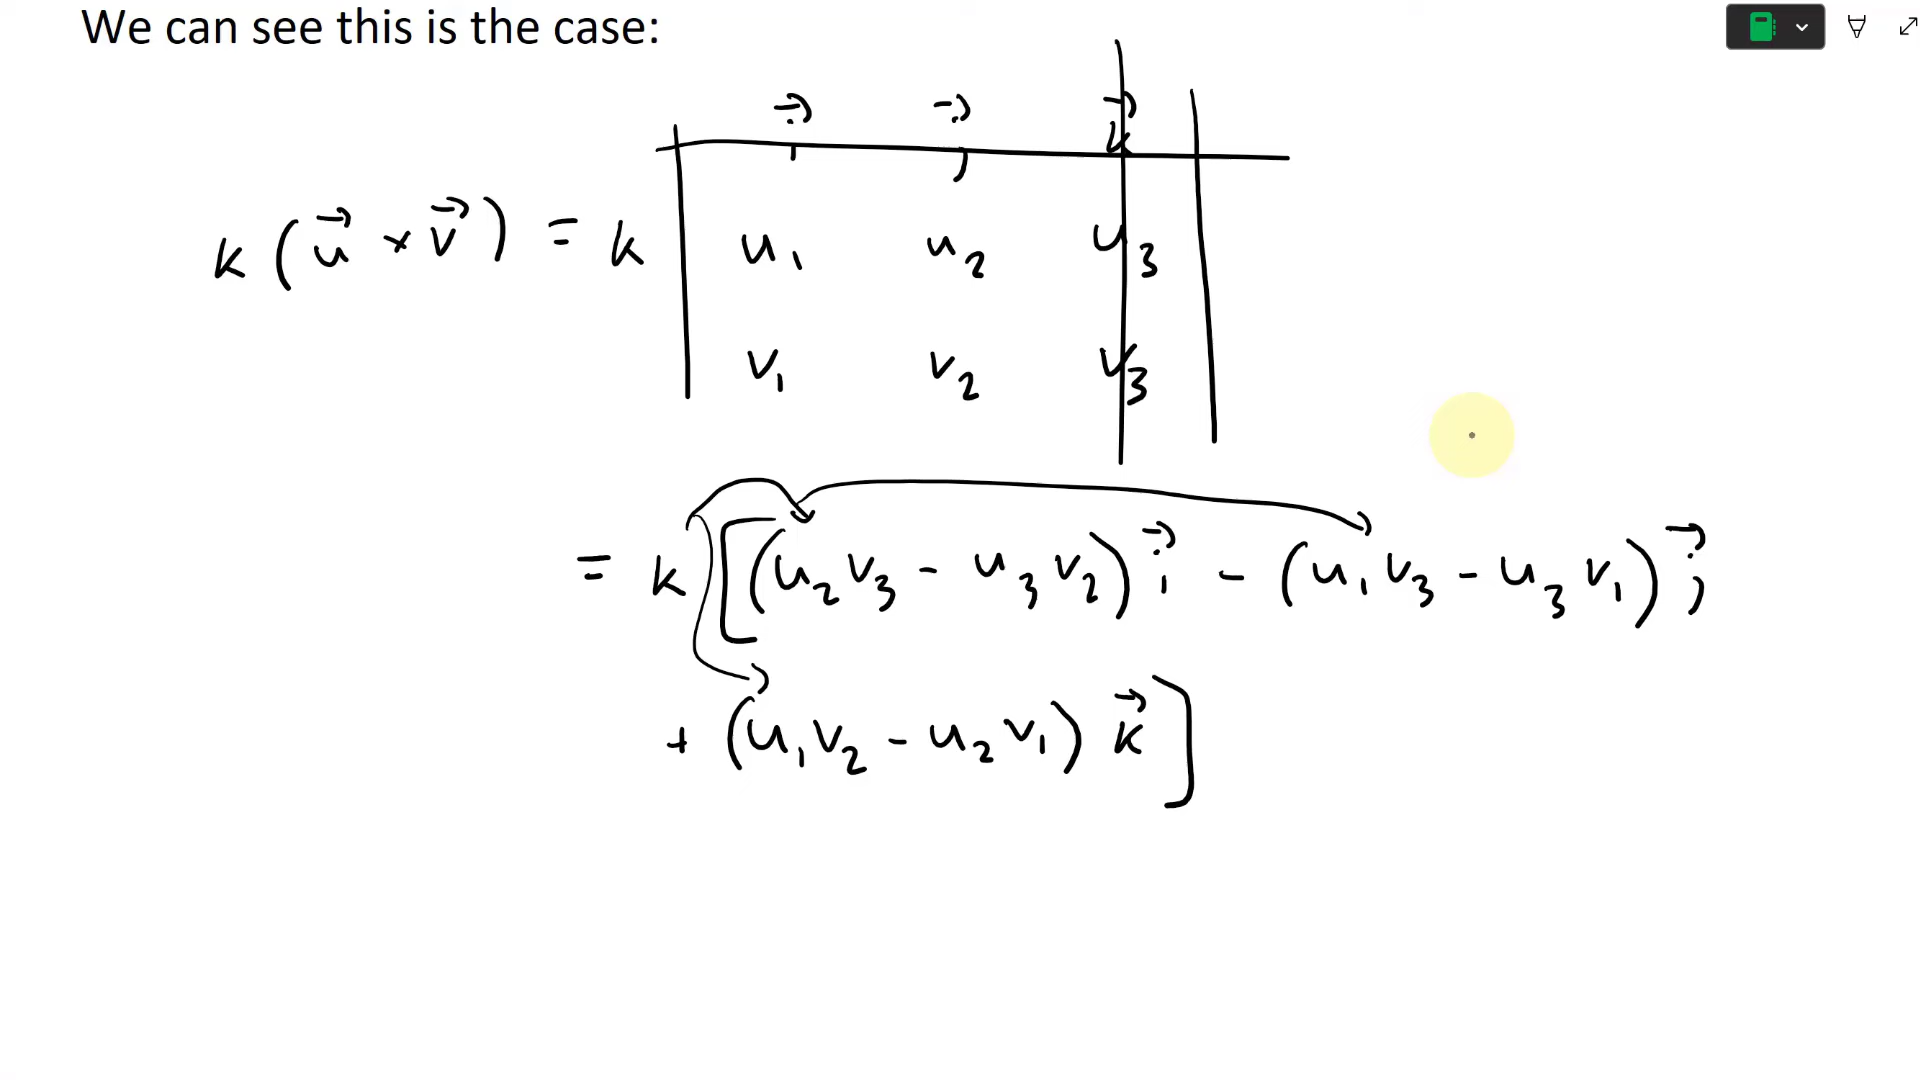 We can see this is the case:
i⃗ j⃗ k⃗
k(u⃗ × v⃗) = k | u₁ u₂ u₃ |
v₁ v₂ v₃
= k [(u₂v₃ - u₃v₂) i⃗ - (u₁v₃ - u₃v₁) j⃗
+ (u₁v₂ - u₂v₁) k⃗]